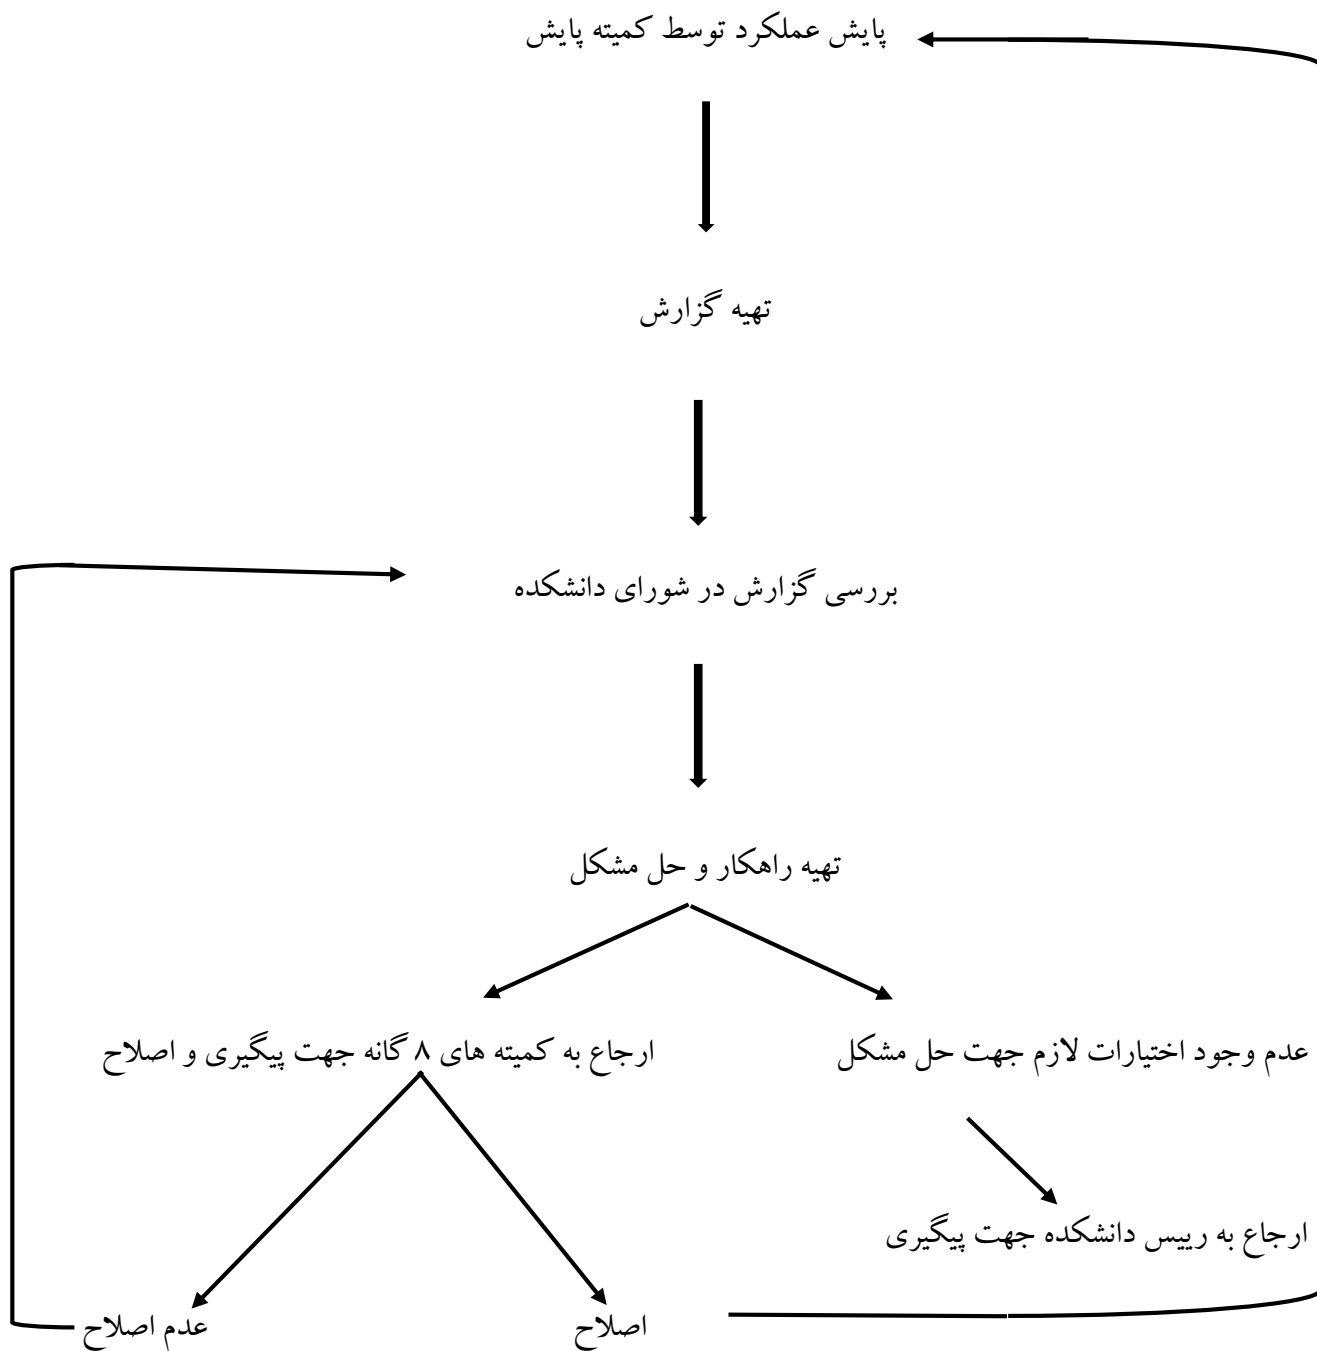 پایش عملکرد توسط کمیته پایش
تهیه گزارش
بررسی گزارش در شورای دانشکده
تهیه راهکار و حل مشکل
عدم وجود اختیارات لازم جهت حل مشکل
ارجاع به کمیته های ۸ گانه جهت پیگیری و اصلاح
ارجاع به رییس دانشکده جهت پیگیری
اصلاح
عدم اصلاح